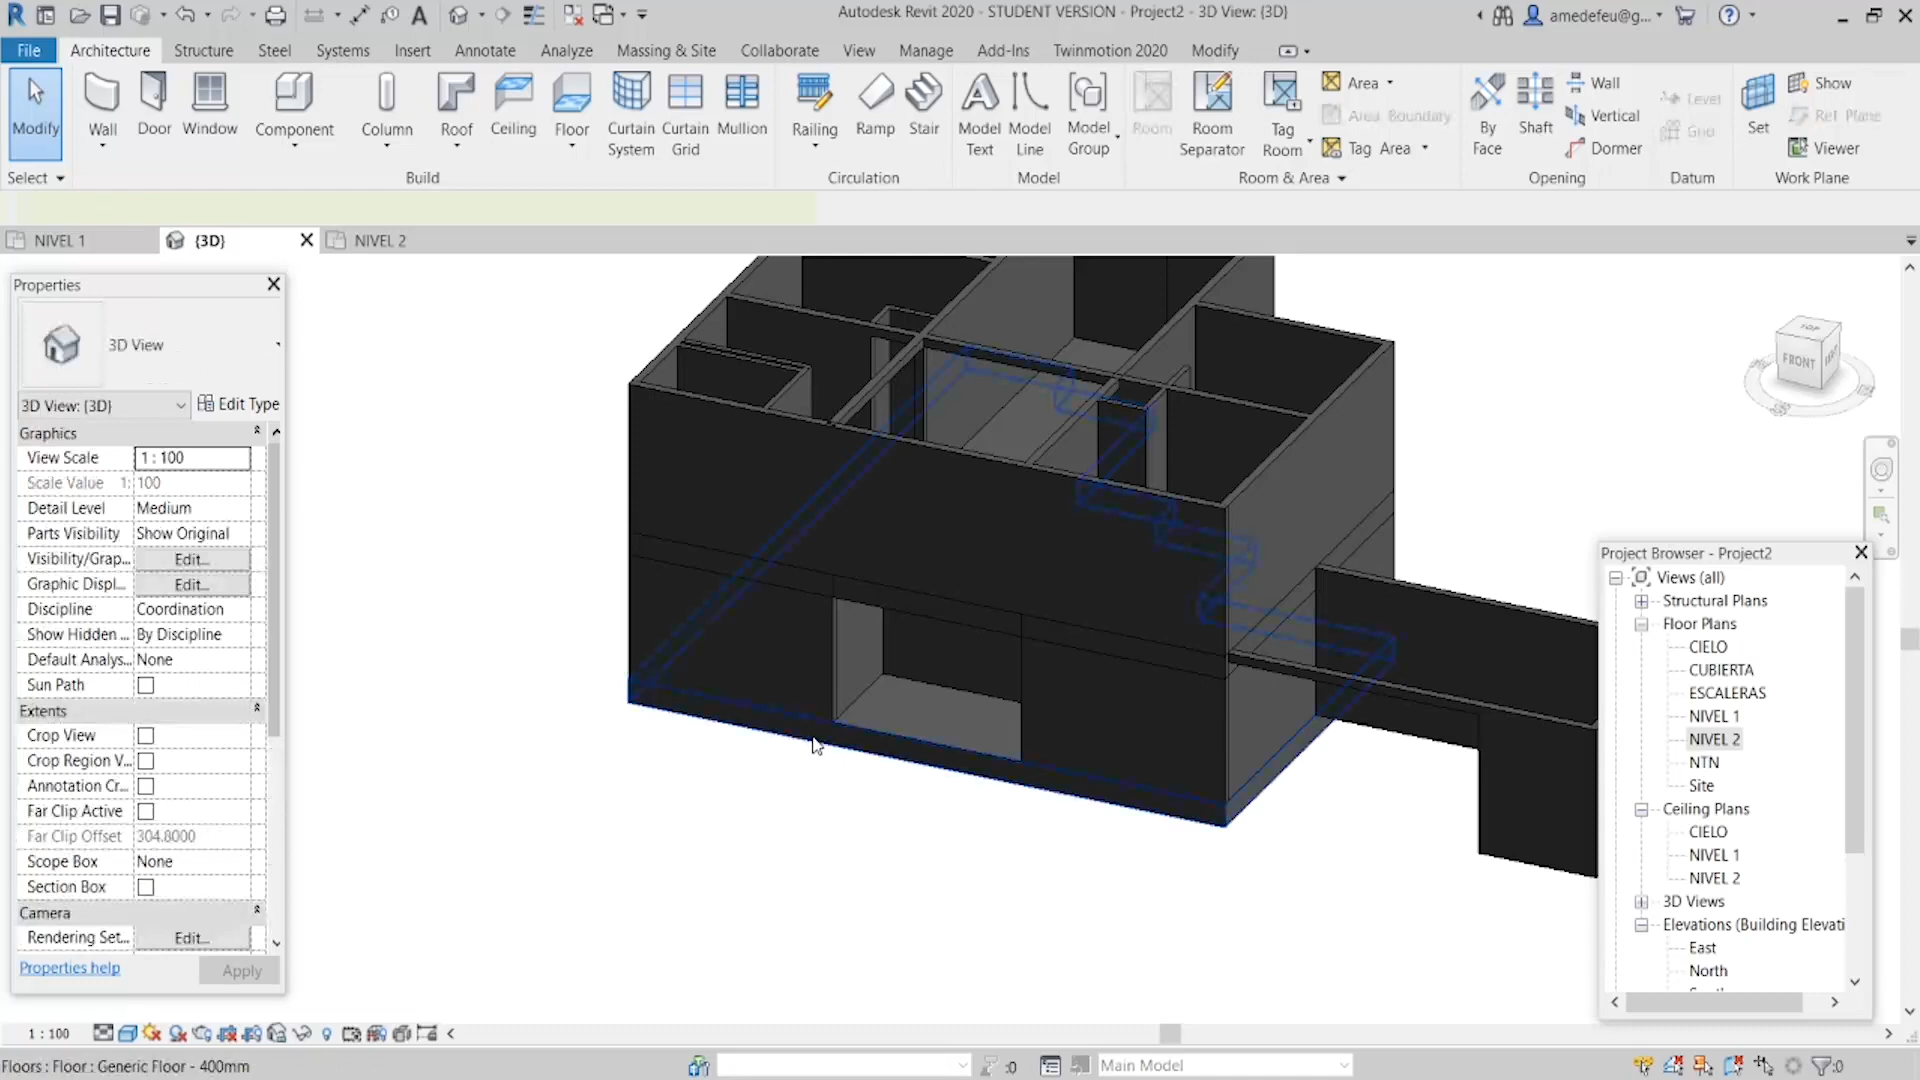 Autodesk Revit 2020 - STUDENT VERSION - Project2 - 3D View: {3D}
amedefeu@g...
File Architecture Structure Steel Systems Insert Annotate Analyze Massing & Site Collaborate View Manage Add-Ins Twinmotion 2020 Modify
Modify
Wall
Door
Window
Component
Column
Roof
Ceiling
Floor
Curtain System
Curtain Grid
Mullion
Railing
Ramp
Stair
Model Text
Model Line
Model Group
Room
Room Separator
Tag Room
Area
Area Boundary
Tag Area
By Face
Shaft
Wall
Vertical
Dormer
Level
Grid
Set
Show
Ref Plane
Viewer
Select
Build
Circulation
Model
Room & Area
Opening
Datum
Work Plane
NIVEL 1
{3D}
NIVEL 2
Properties
3D View
3D View: {3D}
Edit Type
Graphics
View Scale 1 : 100
Scale Value 1: 100
Detail Level Medium
Parts Visibility Show Original
Visibility/Grap... Edit...
Graphic Displ... Edit...
Discipline Coordination
Show Hidden ... By Discipline
Default Analys... None
Sun Path
Extents
Crop View
Crop Region V...
Annotation Cr...
Far Clip Active
Far Clip Offset 304.8000
Scope Box None
Section Box
Camera
Rendering Set... Edit...
Properties help
Apply
TOP
FRONT
Project Browser - Project2
Views (all)
Structural Plans
Floor Plans
CIELO
CUBIERTA
ESCALERAS
NIVEL 1
NIVEL 2
NTN
Site
Ceiling Plans
CIELO
NIVEL 1
NIVEL 2
3D Views
Elevations (Building Elevati
East
North
1 : 100
Floors : Floor : Generic Floor - 400mm
:0
Main Model
:0